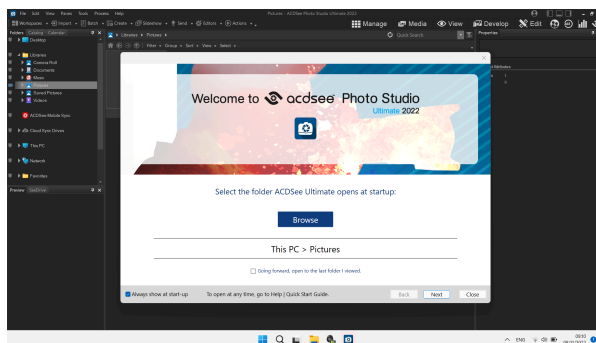 Pictures - ACDSee Photo Studio Ultimate 2022
File Edit View Panes Tools Process Help
Workspaces Import Batch Create Slideshow Send Editors Actions
Manage Media View Develop Edit
Folders Catalog Calendar
Libraries Pictures
Quick Search
Properties
Filter Group Sort View Select
Desktop
Libraries
Camera Roll
Documents
Music
Pictures
Saved Pictures
Videos
ACDSee Mobile Sync
Cloud Sync Drives
This PC
Network
Favorites
Preview SeeDrive
Attributes
Welcome to acdsee Photo Studio
Ultimate 2022
Select the folder ACDSee Ultimate opens at startup:
Browse
This PC > Pictures
Going forward, open to the last folder I viewed.
Always show at start-up
To open at any time, go to Help | Quick Start Guide.
Back Next Close
ENG
09:10